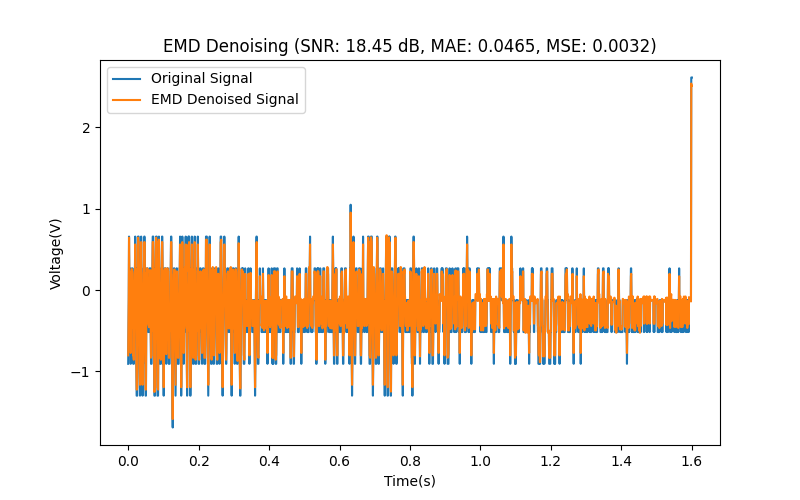 EMD Denoising (SNR: 18.45 dB, MAE: 0.0465, MSE: 0.0032)
Original Signal
EMD Denoised Signal
2
1
0
−1
Voltage(V)
0.0 0.2 0.4 0.6 0.8 1.0 1.2 1.4 1.6
Time(s)